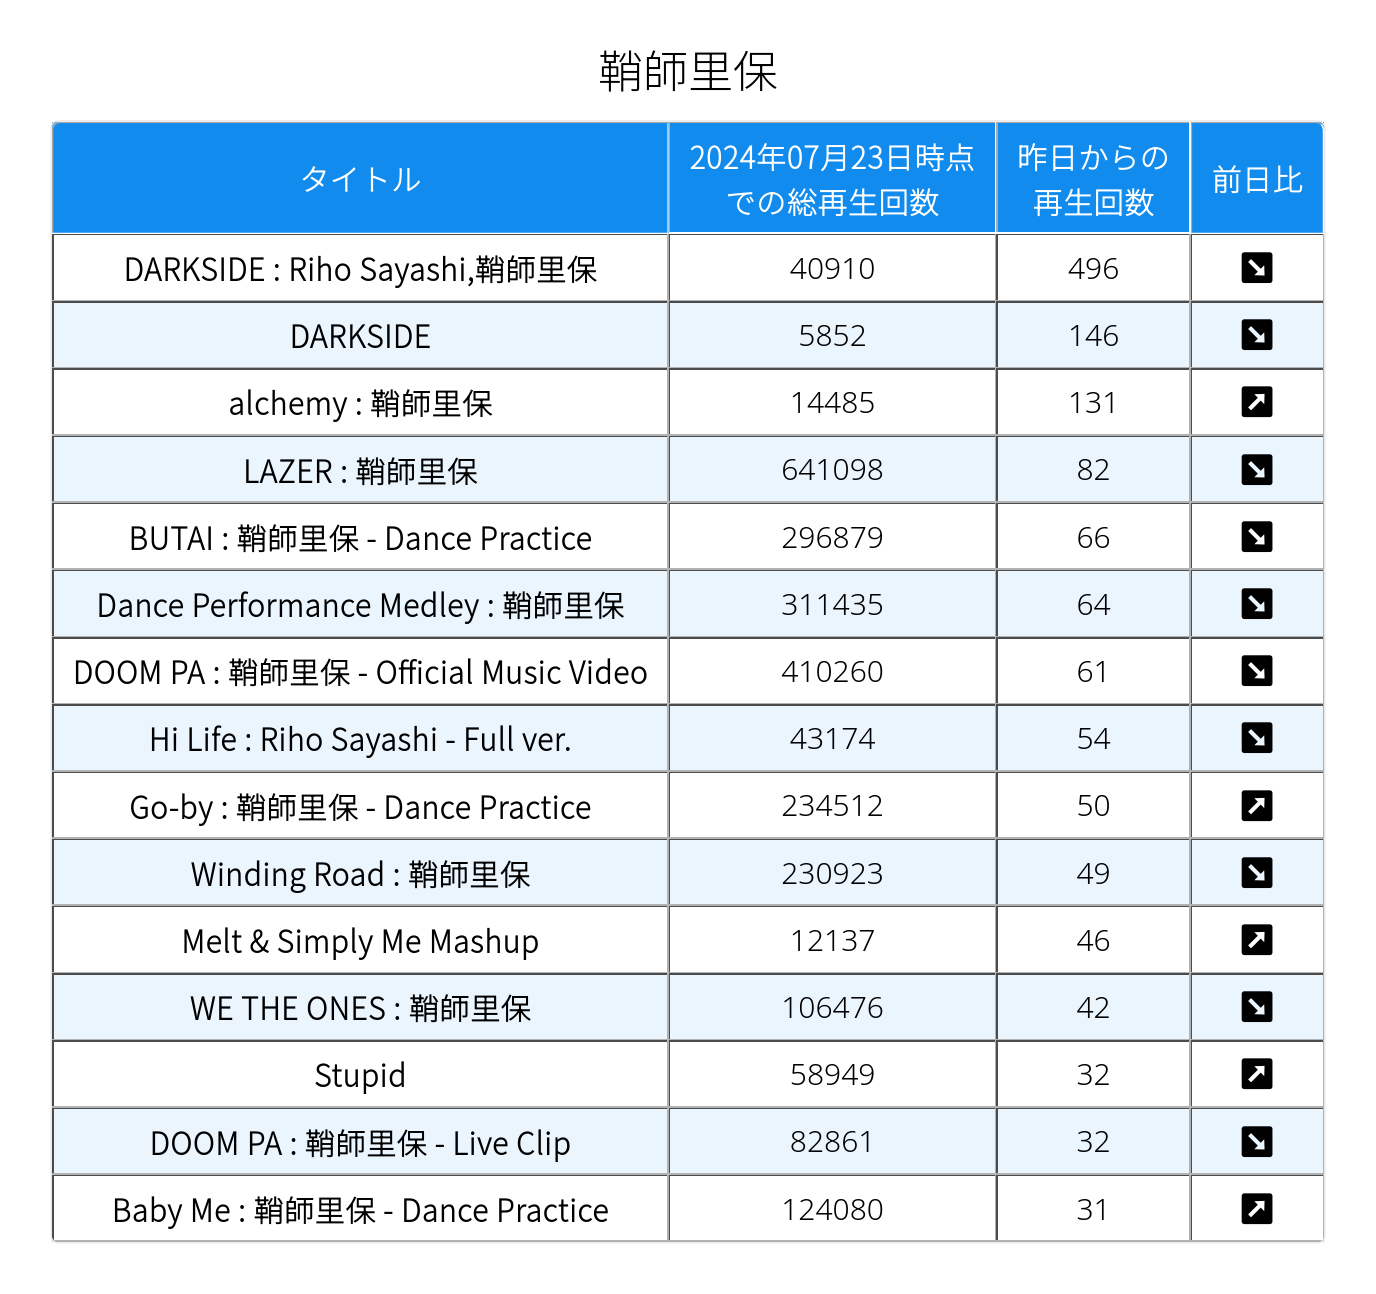 鞘師里保
タイトル 2024年07月23日時点での総再生回数 昨日からの再生回数 前日比
DARKSIDE : Riho Sayashi,鞘師里保 40910 496
DARKSIDE 5852 146
alchemy : 鞘師里保 14485 131
LAZER : 鞘師里保 641098 82
BUTAI : 鞘師里保 - Dance Practice 296879 66
Dance Performance Medley : 鞘師里保 311435 64
DOOM PA : 鞘師里保 - Official Music Video 410260 61
Hi Life : Riho Sayashi - Full ver. 43174 54
Go-by : 鞘師里保 - Dance Practice 234512 50
Winding Road : 鞘師里保 230923 49
Melt & Simply Me Mashup 12137 46
WE THE ONES : 鞘師里保 106476 42
Stupid 58949 32
DOOM PA : 鞘師里保 - Live Clip 82861 32
Baby Me : 鞘師里保 - Dance Practice 124080 31